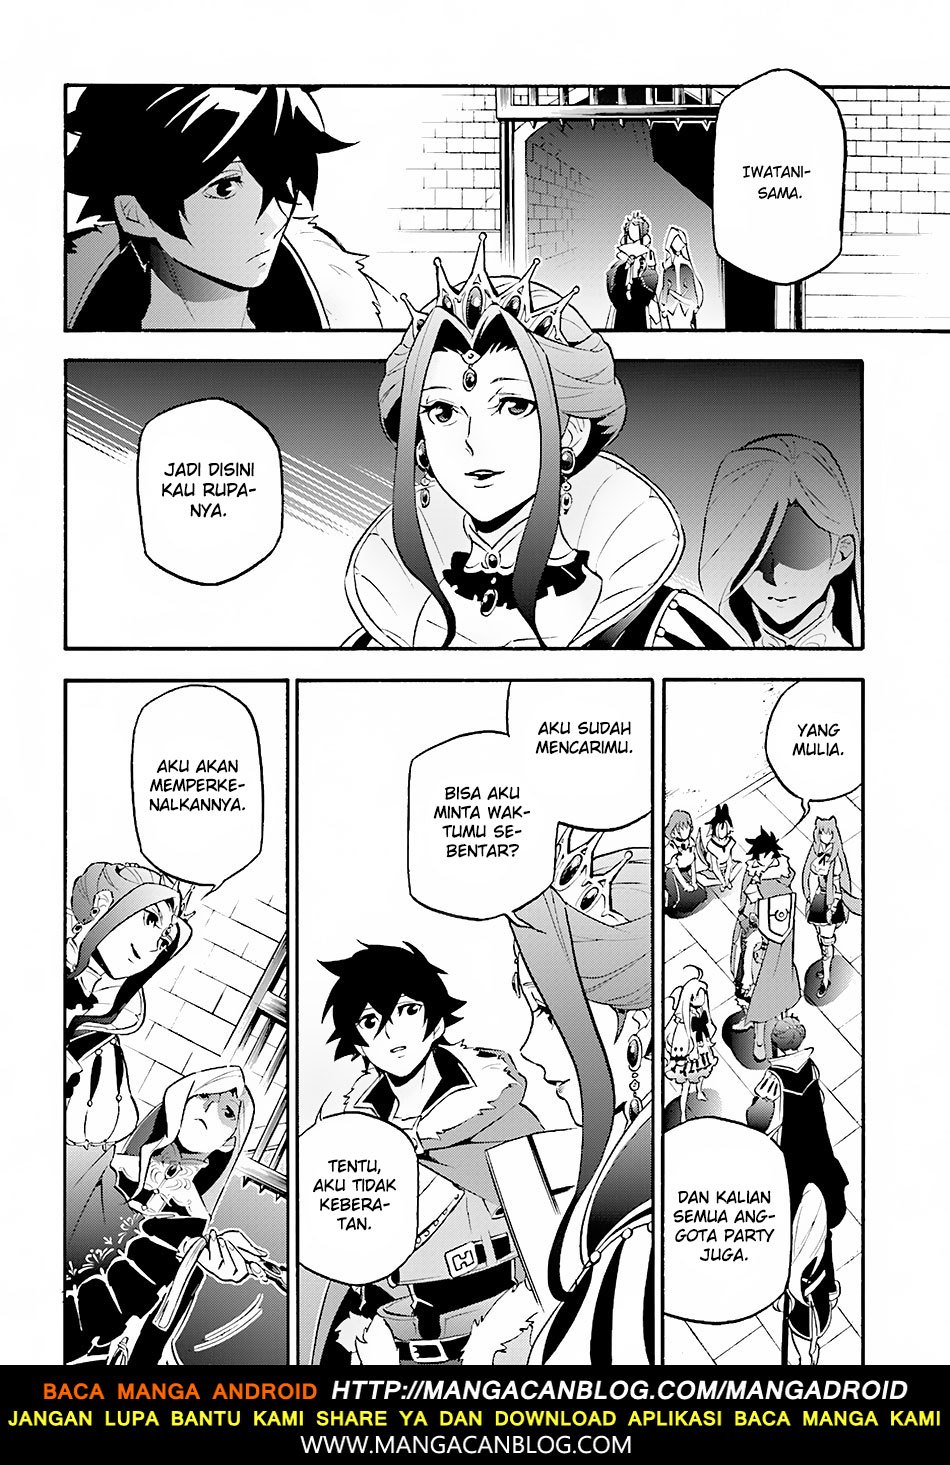 IWATANI-
SAMA.
JADI DISINI
KAU RUPA-
NYA.
YANG
MULIA.
DAN KALIAN
SEMUA ANG-
GOTA PARTY
JUGA.
AKU SUDAH
MENCARIMU.
BISA AKU
MINTA WAK-
TUMU SE-
BENTAR?
TENTU,
AKU TIDAK
KEBERA-
TAN.
AKU AKAN
MEMPERKE-
NALKANNYA.
BACA MANGA ANDROID HTTP://MANGACANBLOG.COM/MANGADROID
JANGAN LUPA BANTU KAMI SHARE YA DAN DOWNLOAD APLIKASI BACA MANGA KAMI
WWW.MANGACANBLOG.COM